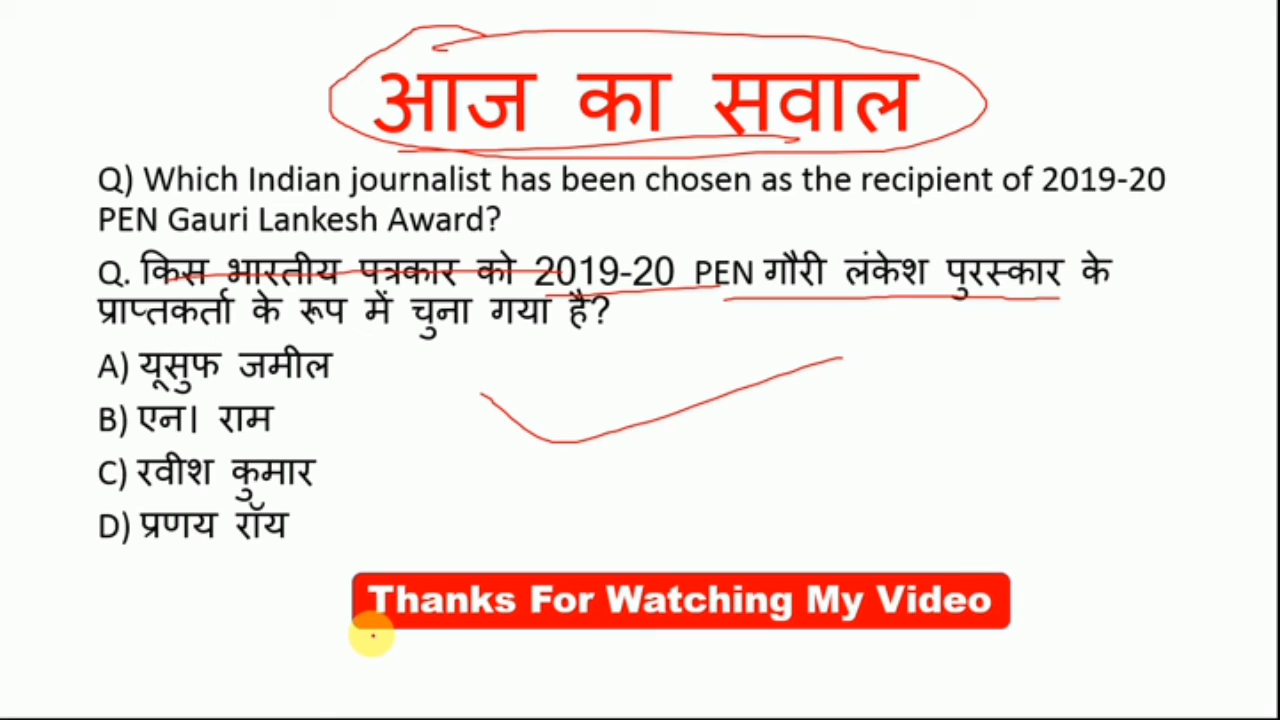 आज का सवाल
Q) Which Indian journalist has been chosen as the recipient of 2019-20
PEN Gauri Lankesh Award?
Q. किस भारतीय पत्रकार को 2019-20 PEN गौरी लंकेश पुरस्कार के
प्राप्तकर्ता के रूप में चुना गया है?
A) यूसुफ जमील
B) एन। राम
C) रवीश कुमार
D) प्रणय रॉय
Thanks For Watching My Video